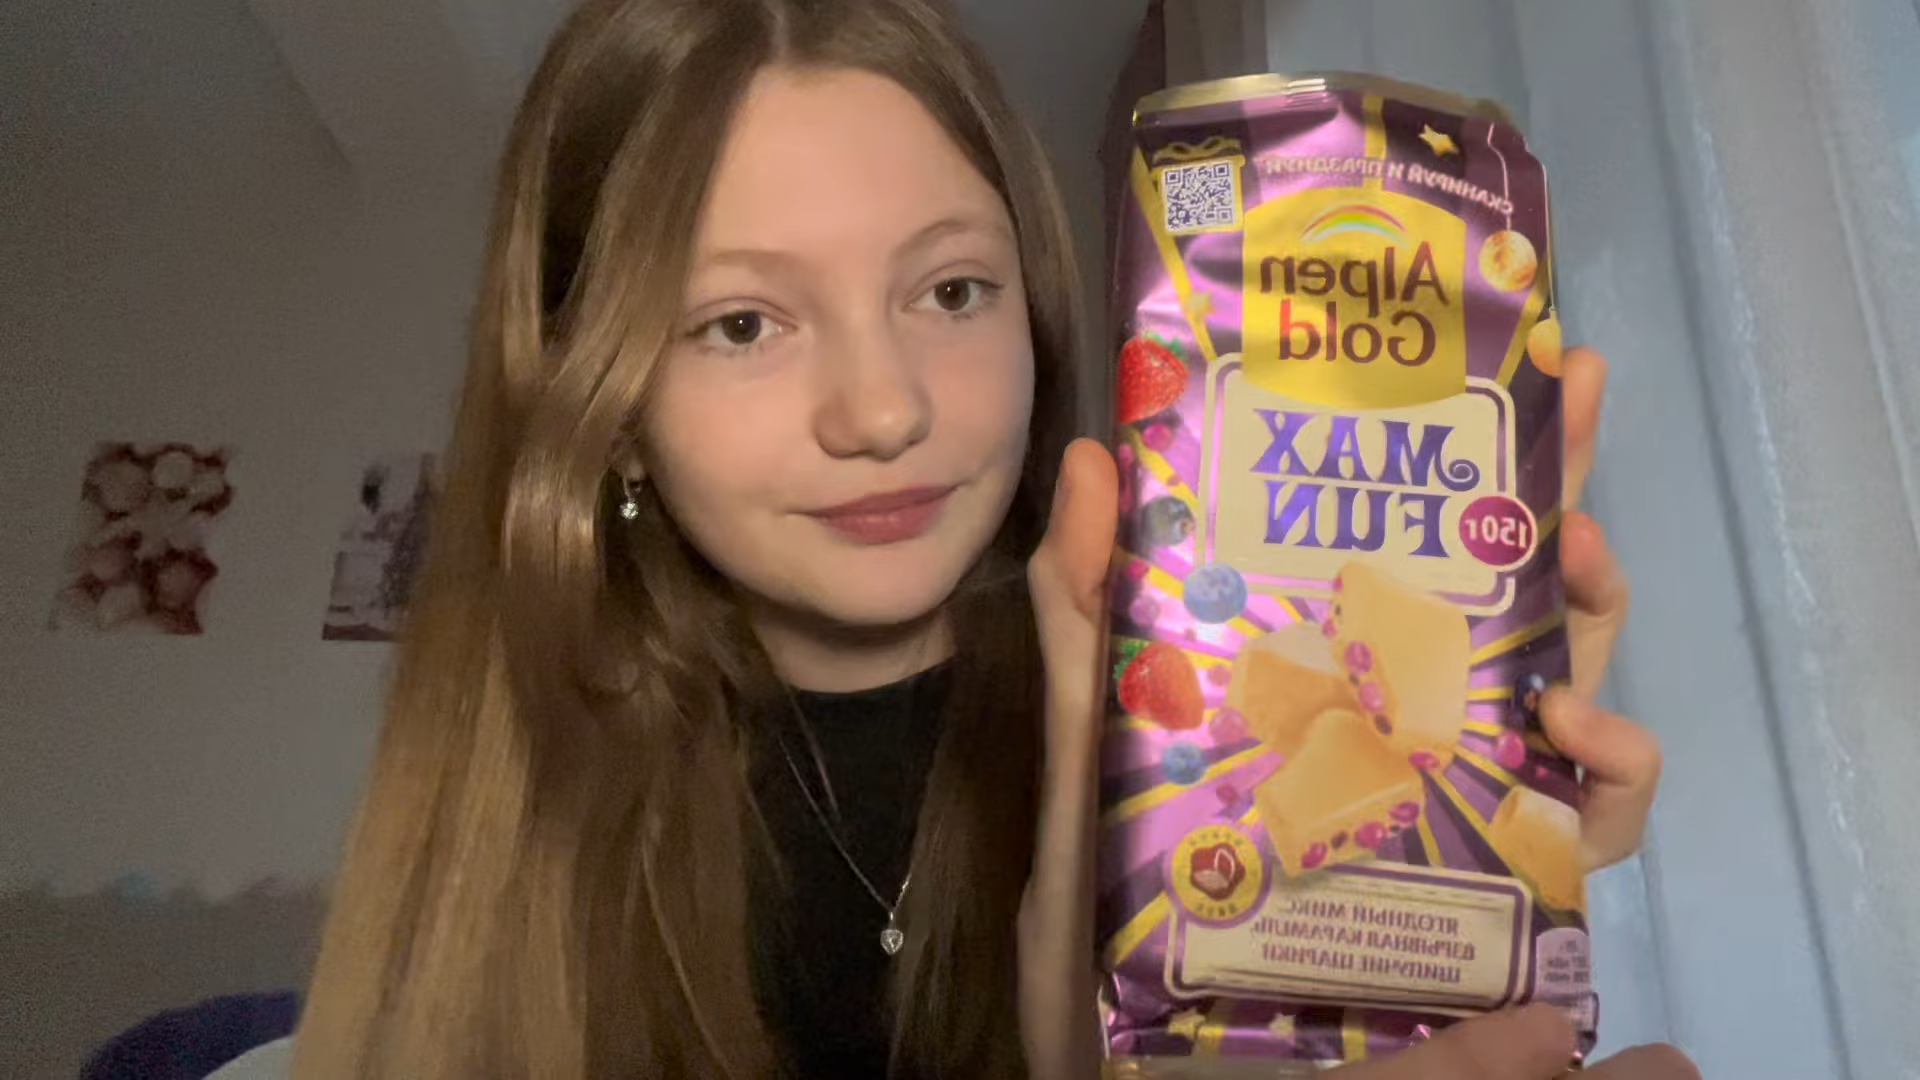 СКАНИРУЙ И ПРАЗДНУЙ
Alpen
Gold
MAX
FUN
150г
ЯГОДНЫЙ МИКС,
ВЗРЫВНАЯ КАРАМЕЛЬ,
ШИПУЧИЕ ШАРИКИ